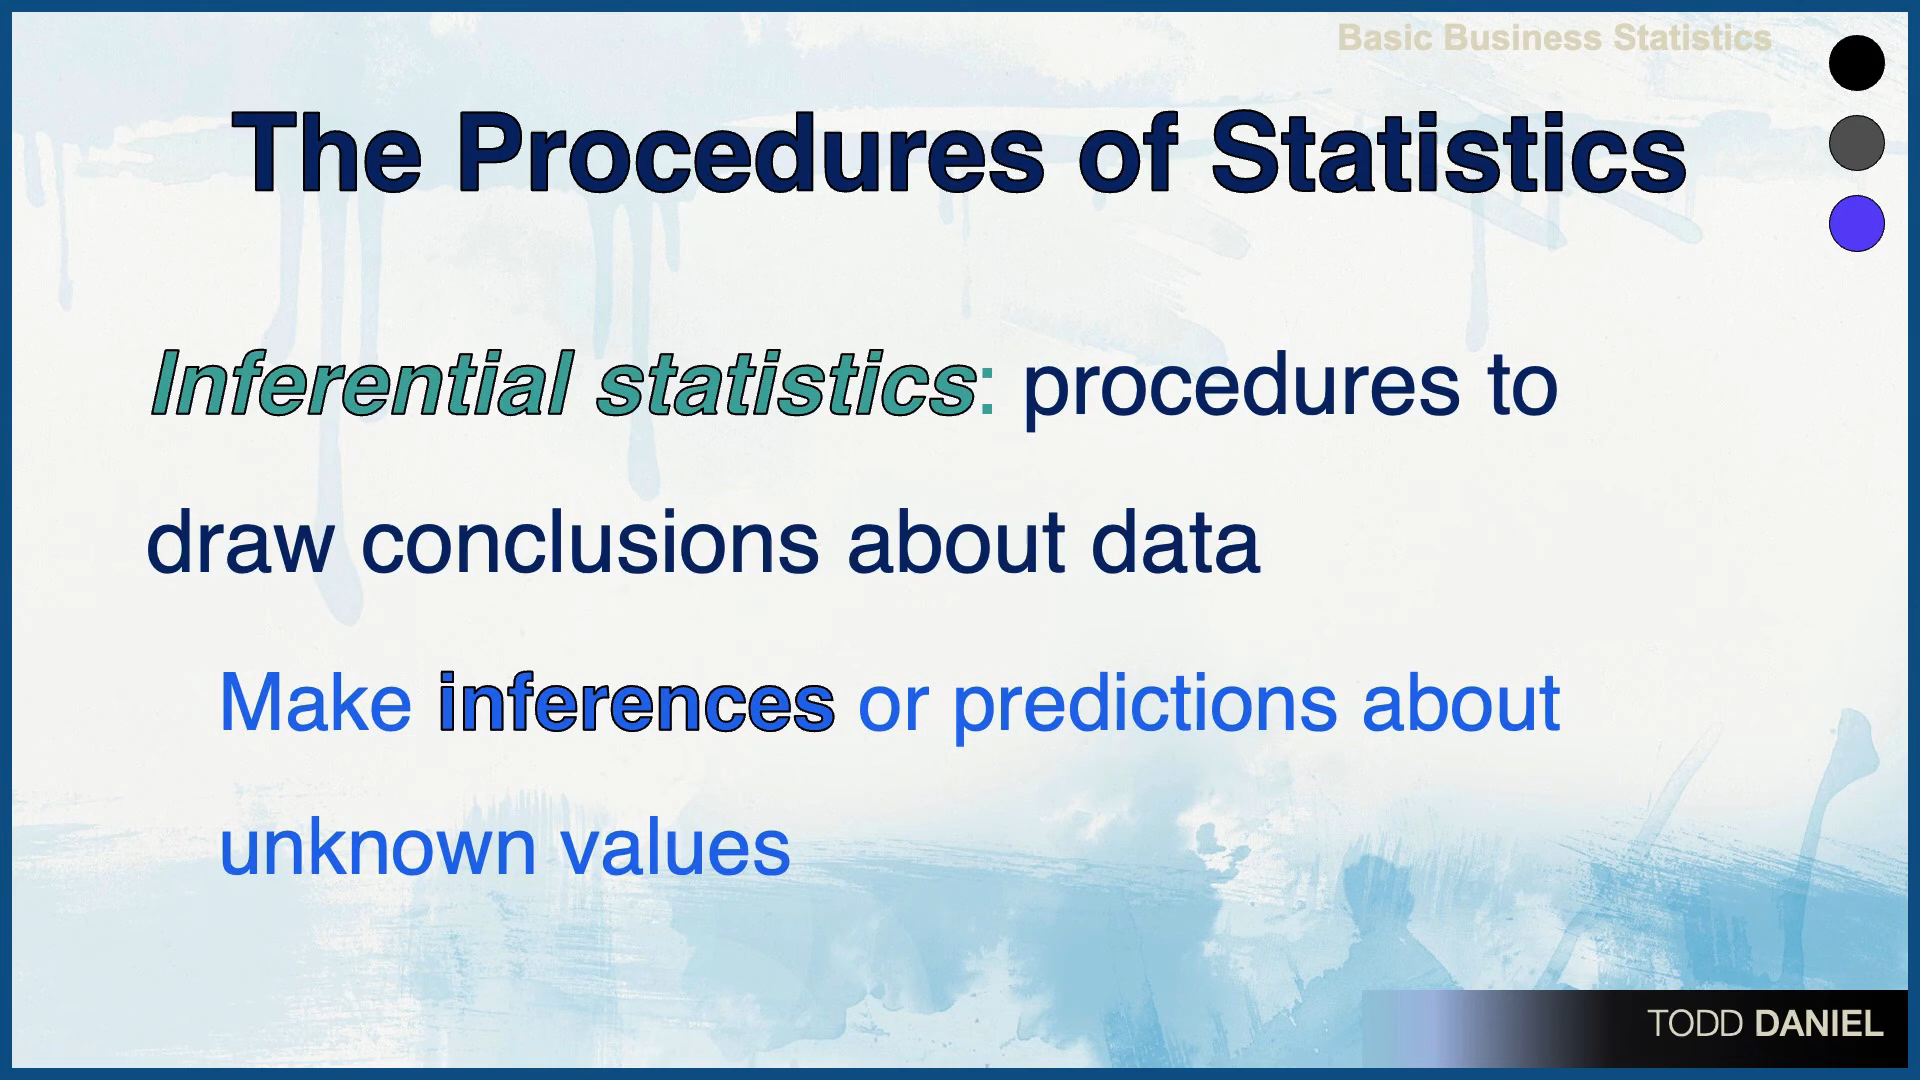 Basic Business Statistics
The Procedures of Statistics
Inferential statistics: procedures to
draw conclusions about data
Make inferences or predictions about
unknown values
TODD DANIEL